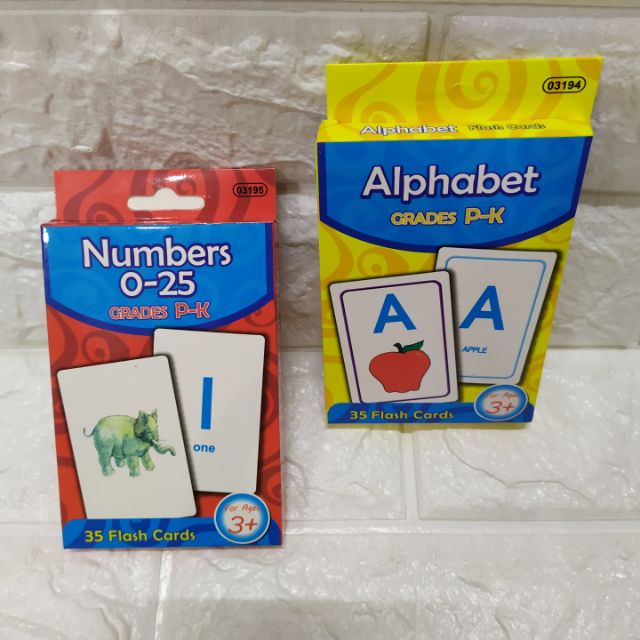 03195
Numbers
0-25
GRADES P-K
1
one
For Ages
3+
35 Flash Cards
03194
Alphabet Flash Cards
Alphabet
GRADES P-K
A
A
APPLE
35 Flash Cards
For Ages
3+